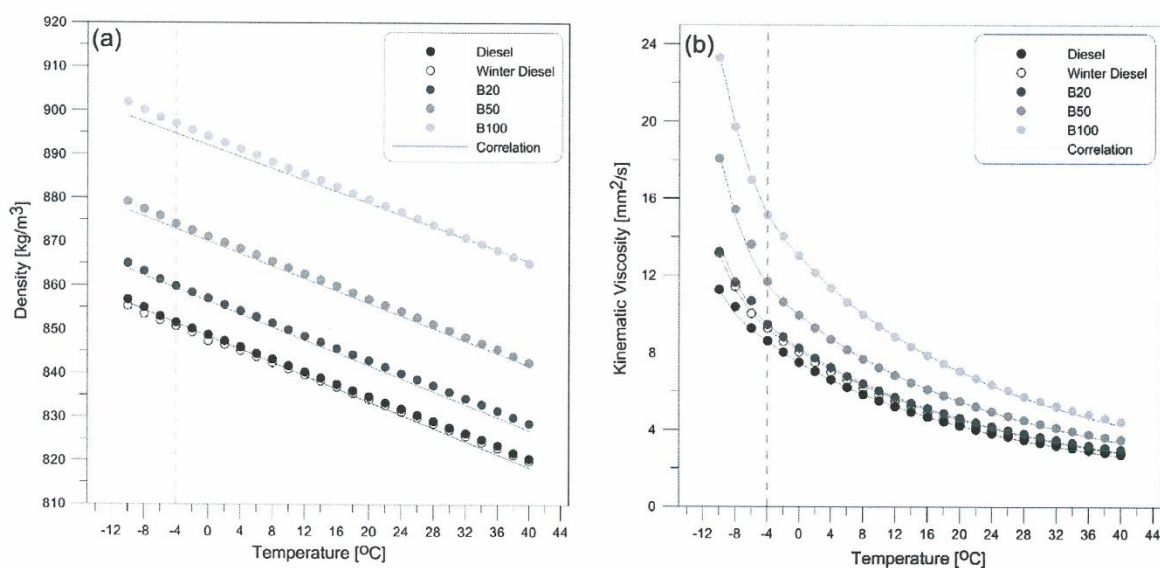 (a)
Diesel
Winter Diesel
B20
B50
B100
Correlation
920
910
900
890
880
870
860
850
840
830
820
810
Density [kg/m³]
-12 -8 -4 0 4 8 12 16 20 24 28 32 36 40 44
Temperature [ºC]
(b)
Diesel
Winter Diesel
B20
B50
B100
Correlation
24
20
16
12
8
4
0
Kinematic Viscosity [mm²/s]
-12 -8 -4 0 4 8 12 16 20 24 28 32 36 40 44
Temperature [ºC]